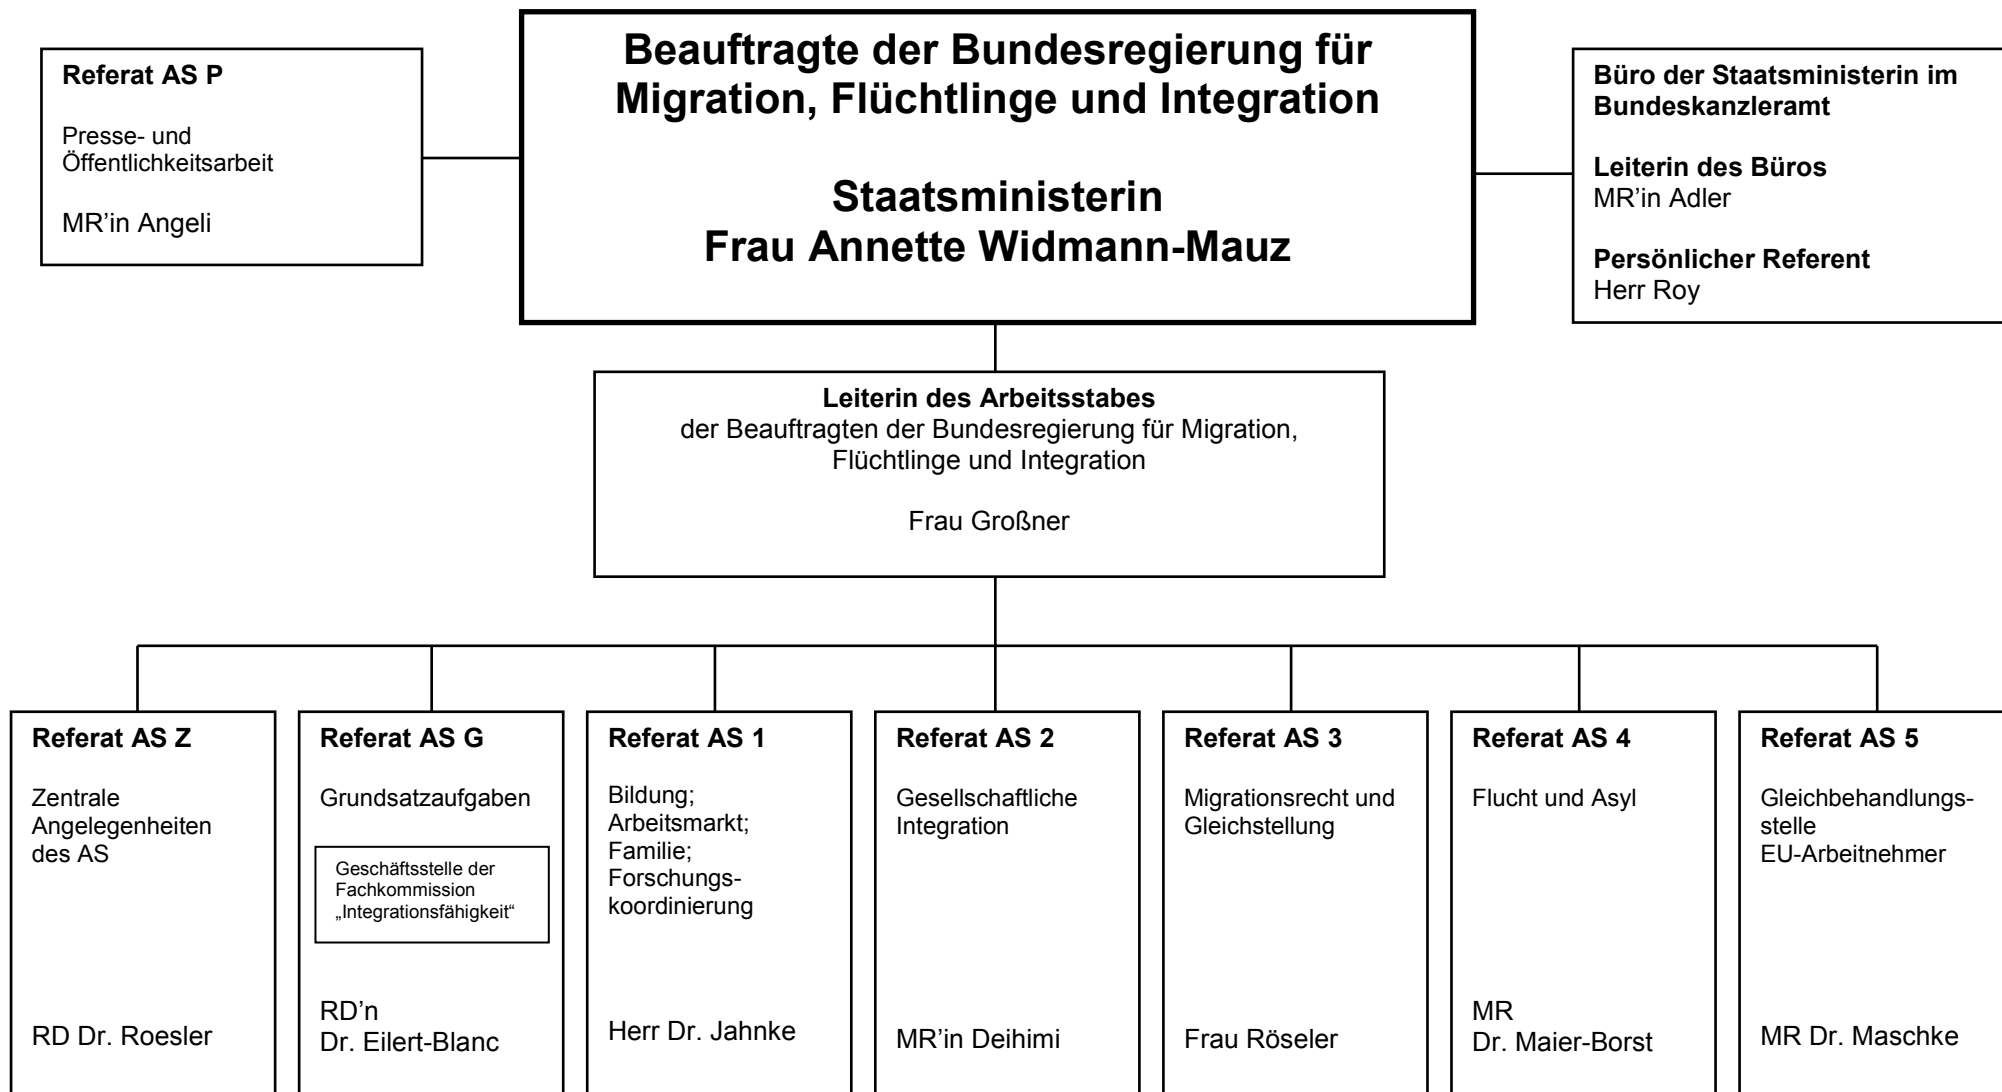 Referat AS P
Presse- und
Öffentlichkeitsarbeit
MR’in Angeli
Beauftragte der Bundesregierung für
Migration, Flüchtlinge und Integration
Staatsministerin
Frau Annette Widmann-Mauz
Büro der Staatsministerin im
Bundeskanzleramt
Leiterin des Büros
MR’in Adler
Persönlicher Referent
Herr Roy
Leiterin des Arbeitsstabes
der Beauftragten der Bundesregierung für Migration,
Flüchtlinge und Integration
Frau Großner
Referat AS Z
Zentrale
Angelegenheiten
des AS
RD Dr. Roesler
Referat AS G
Grundsatzaufgaben
Geschäftsstelle der
Fachkommission
„Integrationsfähigkeit“
RD’n
Dr. Eilert-Blanc
Referat AS 1
Bildung;
Arbeitsmarkt;
Familie;
Forschungs-
koordinierung
Herr Dr. Jahnke
Referat AS 2
Gesellschaftliche
Integration
MR’in Deihimi
Referat AS 3
Migrationsrecht und
Gleichstellung
Frau Röseler
Referat AS 4
Flucht und Asyl
MR
Dr. Maier-Borst
Referat AS 5
Gleichbehandlungs-
stelle
EU-Arbeitnehmer
MR Dr. Maschke